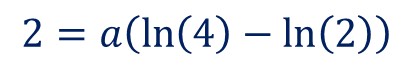 2 = a(ln(4) − ln(2))